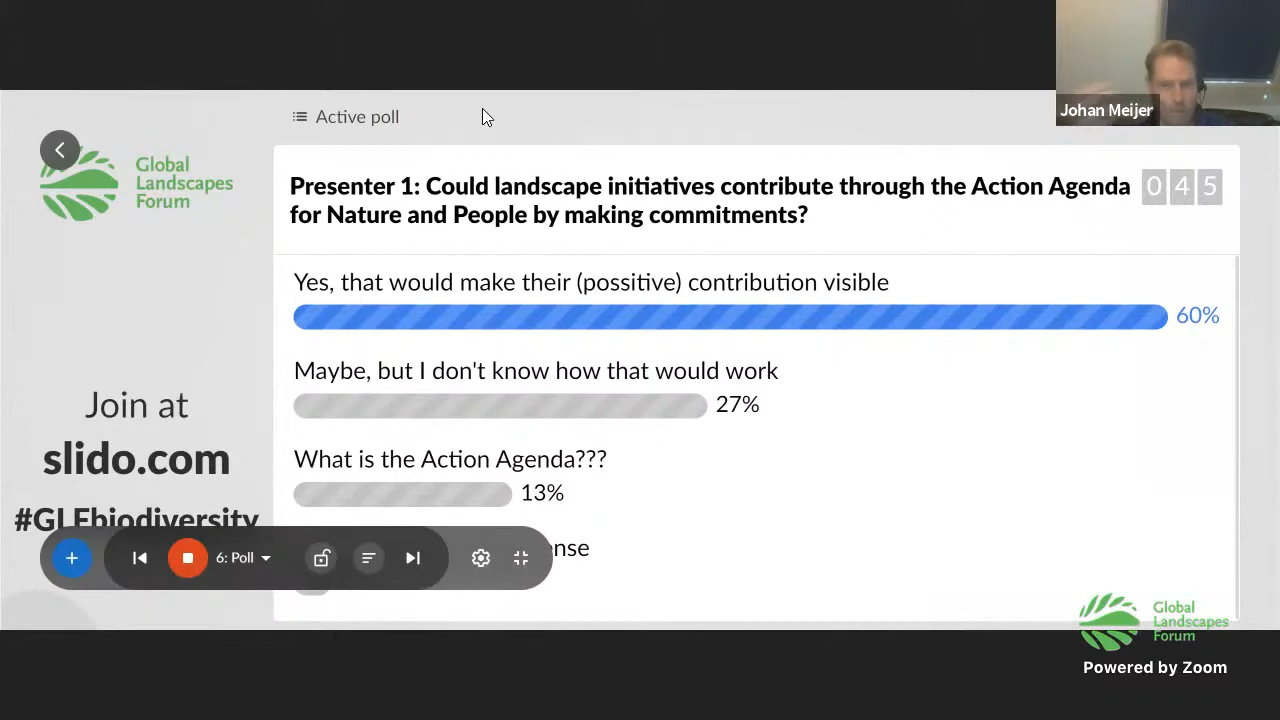 Johan Meijer
Active poll
Global
Landscapes
Forum
Presenter 1: Could landscape initiatives contribute through the Action Agenda
for Nature and People by making commitments?
045
Yes, that would make their (possitive) contribution visible
60%
Maybe, but I don't know how that would work
27%
What is the Action Agenda???
13%
Join at
slido.com
#GLFbiodiversity
6: Poll
Global
Landscapes
Forum
Powered by Zoom